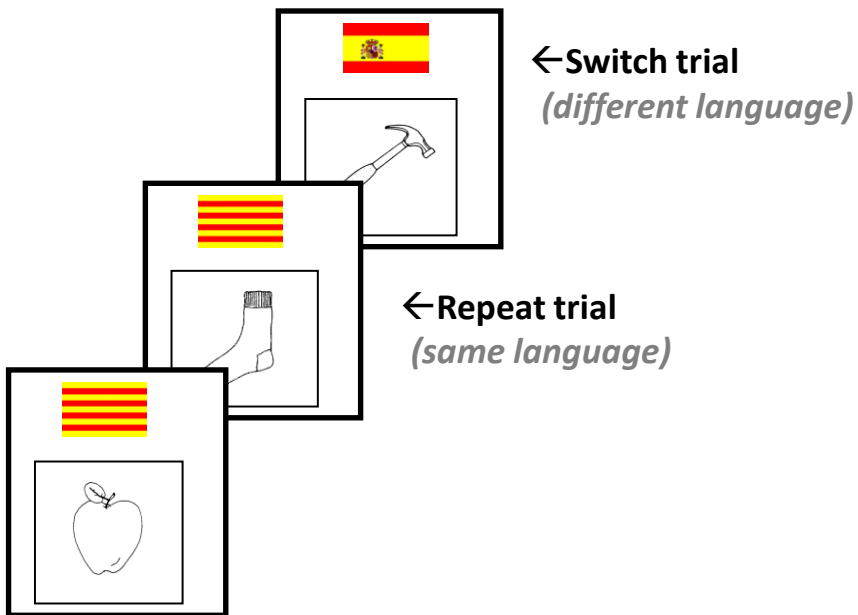 ←Switch trial
(different language)
←Repeat trial
(same language)